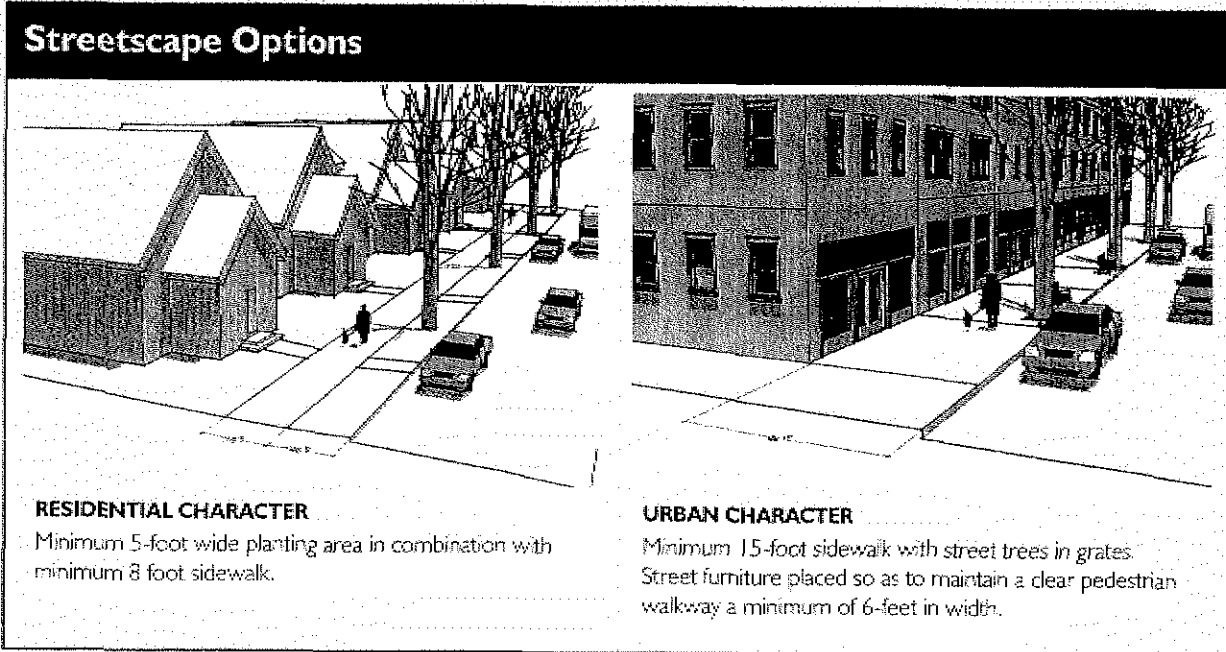 Streetscape Options
RESIDENTIAL CHARACTER
Minimum 5-foot wide planting area in combination with
minimum 8 foot sidewalk.
URBAN CHARACTER
Minimum 15-foot sidewalk with street trees in grates.
Street furniture placed so as to maintain a clear pedestrian
walkway a minimum of 6-feet in width.